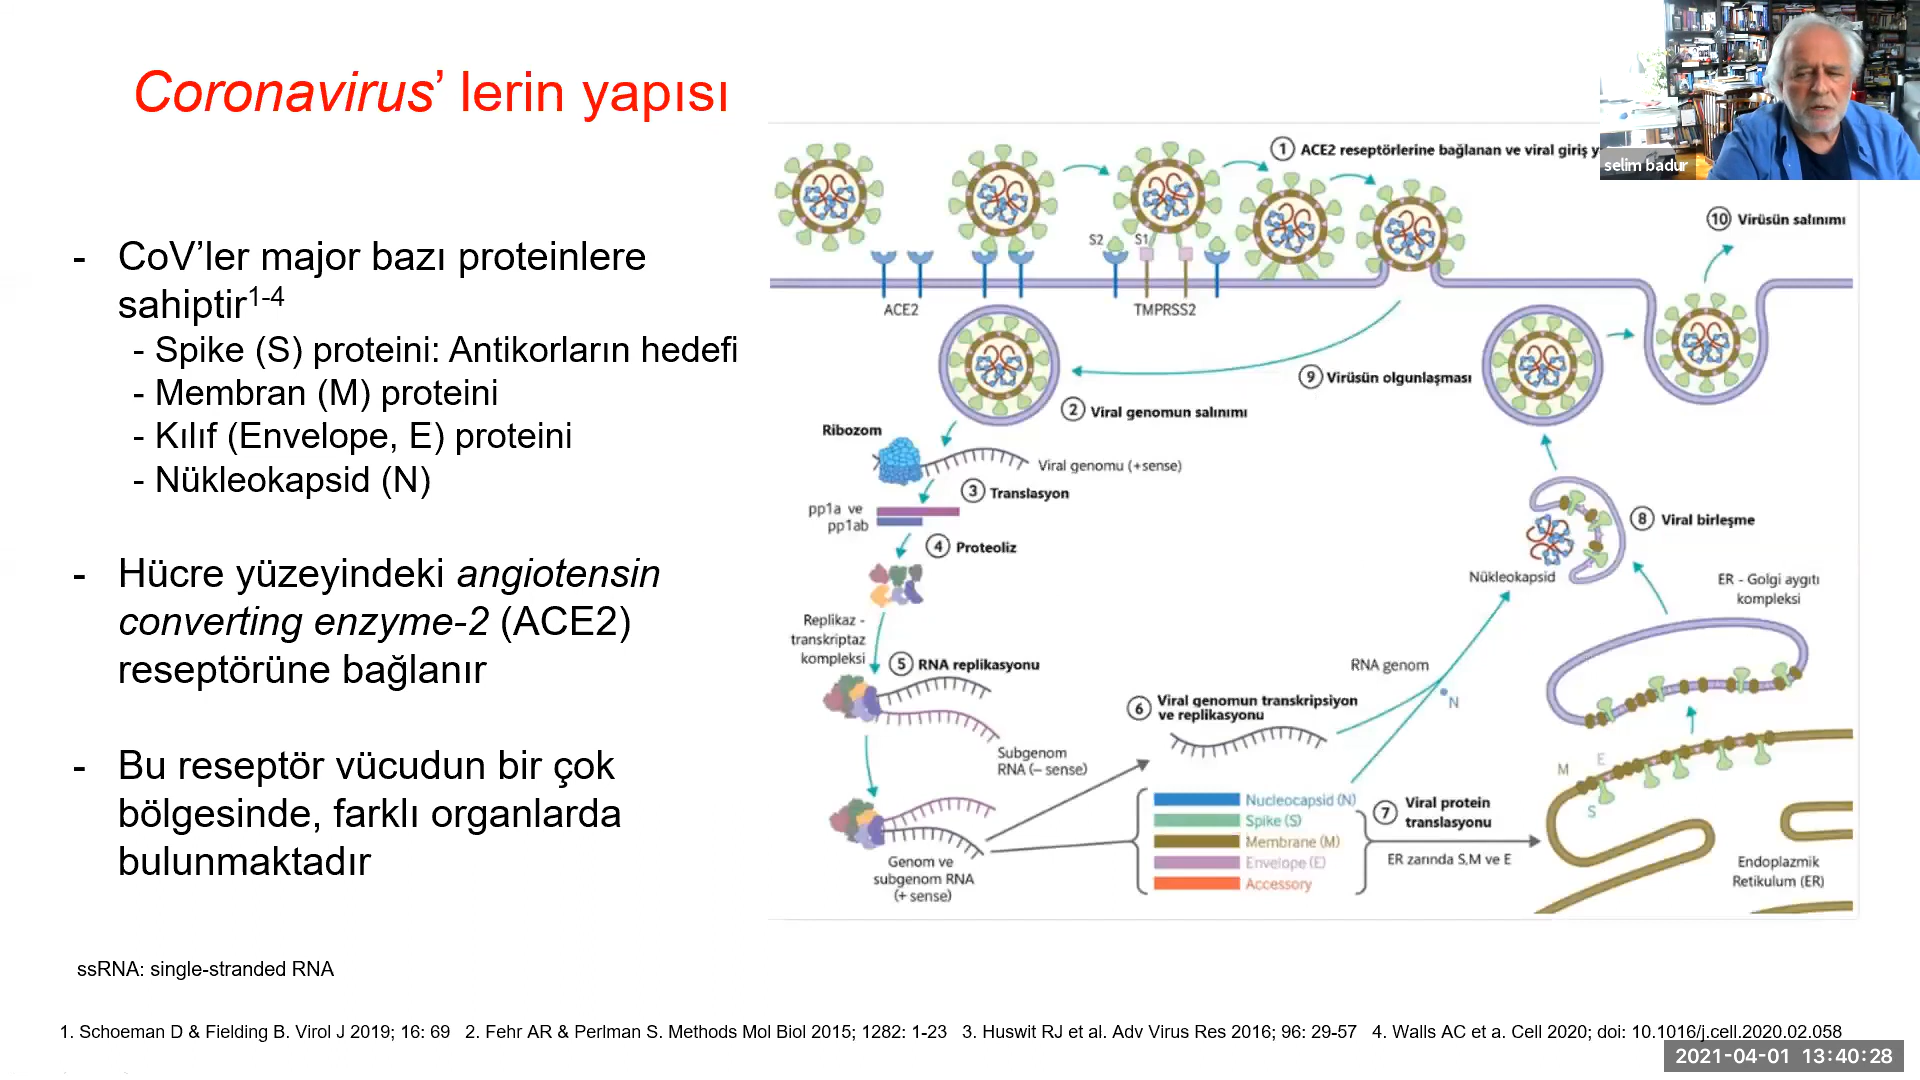 Coronavirus’ lerin yapısı
- CoV’ler major bazı proteinlere
sahiptir1-4
- Spike (S) proteini: Antikorların hedefi
- Membran (M) proteini
- Kılıf (Envelope, E) proteini
- Nükleokapsid (N)
- Hücre yüzeyindeki angiotensin
converting enzyme-2 (ACE2)
reseptörüne bağlanır
- Bu reseptör vücudun bir çok
bölgesinde, farklı organlarda
bulunmaktadır
ssRNA: single-stranded RNA
1 ACE2 reseptörlerine bağlanan ve viral giriş y
selim badur
10 Virüsün salınımı
S2
S1
ACE2
TMPRSS2
9 Virüsün olgunlaşması
2 Viral genomun salınımı
Ribozom
Viral genomu (+sense)
3 Translasyon
pp1a ve
pp1ab
4 Proteoliz
8 Viral birleşme
Nükleokapsid
ER - Golgi aygıtı
kompleksi
Replikaz -
transkriptaz
kompleksi
5 RNA replikasyonu
RNA genom
N
6 Viral genomun transkripsiyon
ve replikasyonu
Subgenom
RNA (– sense)
M
E
S
Nucleocapsid (N)
Spike (S)
Membrane (M)
Envelope (E)
Accessory
7 Viral protein
translasyonu
ER zarında S,M ve E
Genom ve
subgenom RNA
(+ sense)
Endoplazmik
Retikulum (ER)
1. Schoeman D & Fielding B. Virol J 2019; 16: 69 2. Fehr AR & Perlman S. Methods Mol Biol 2015; 1282: 1-23 3. Huswit RJ et al. Adv Virus Res 2016; 96: 29-57 4. Walls AC et a. Cell 2020; doi: 10.1016/j.cell.2020.02.058
2021-04-01 13:40:28